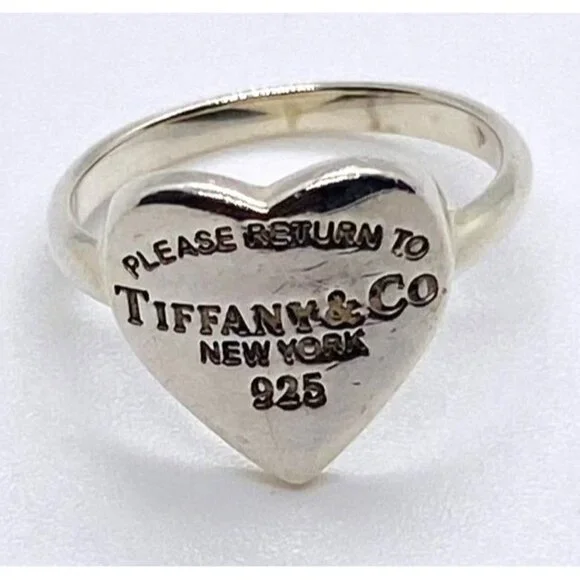 PLEASE RETURN TO
TIFFANY & CO
NEW YORK
925